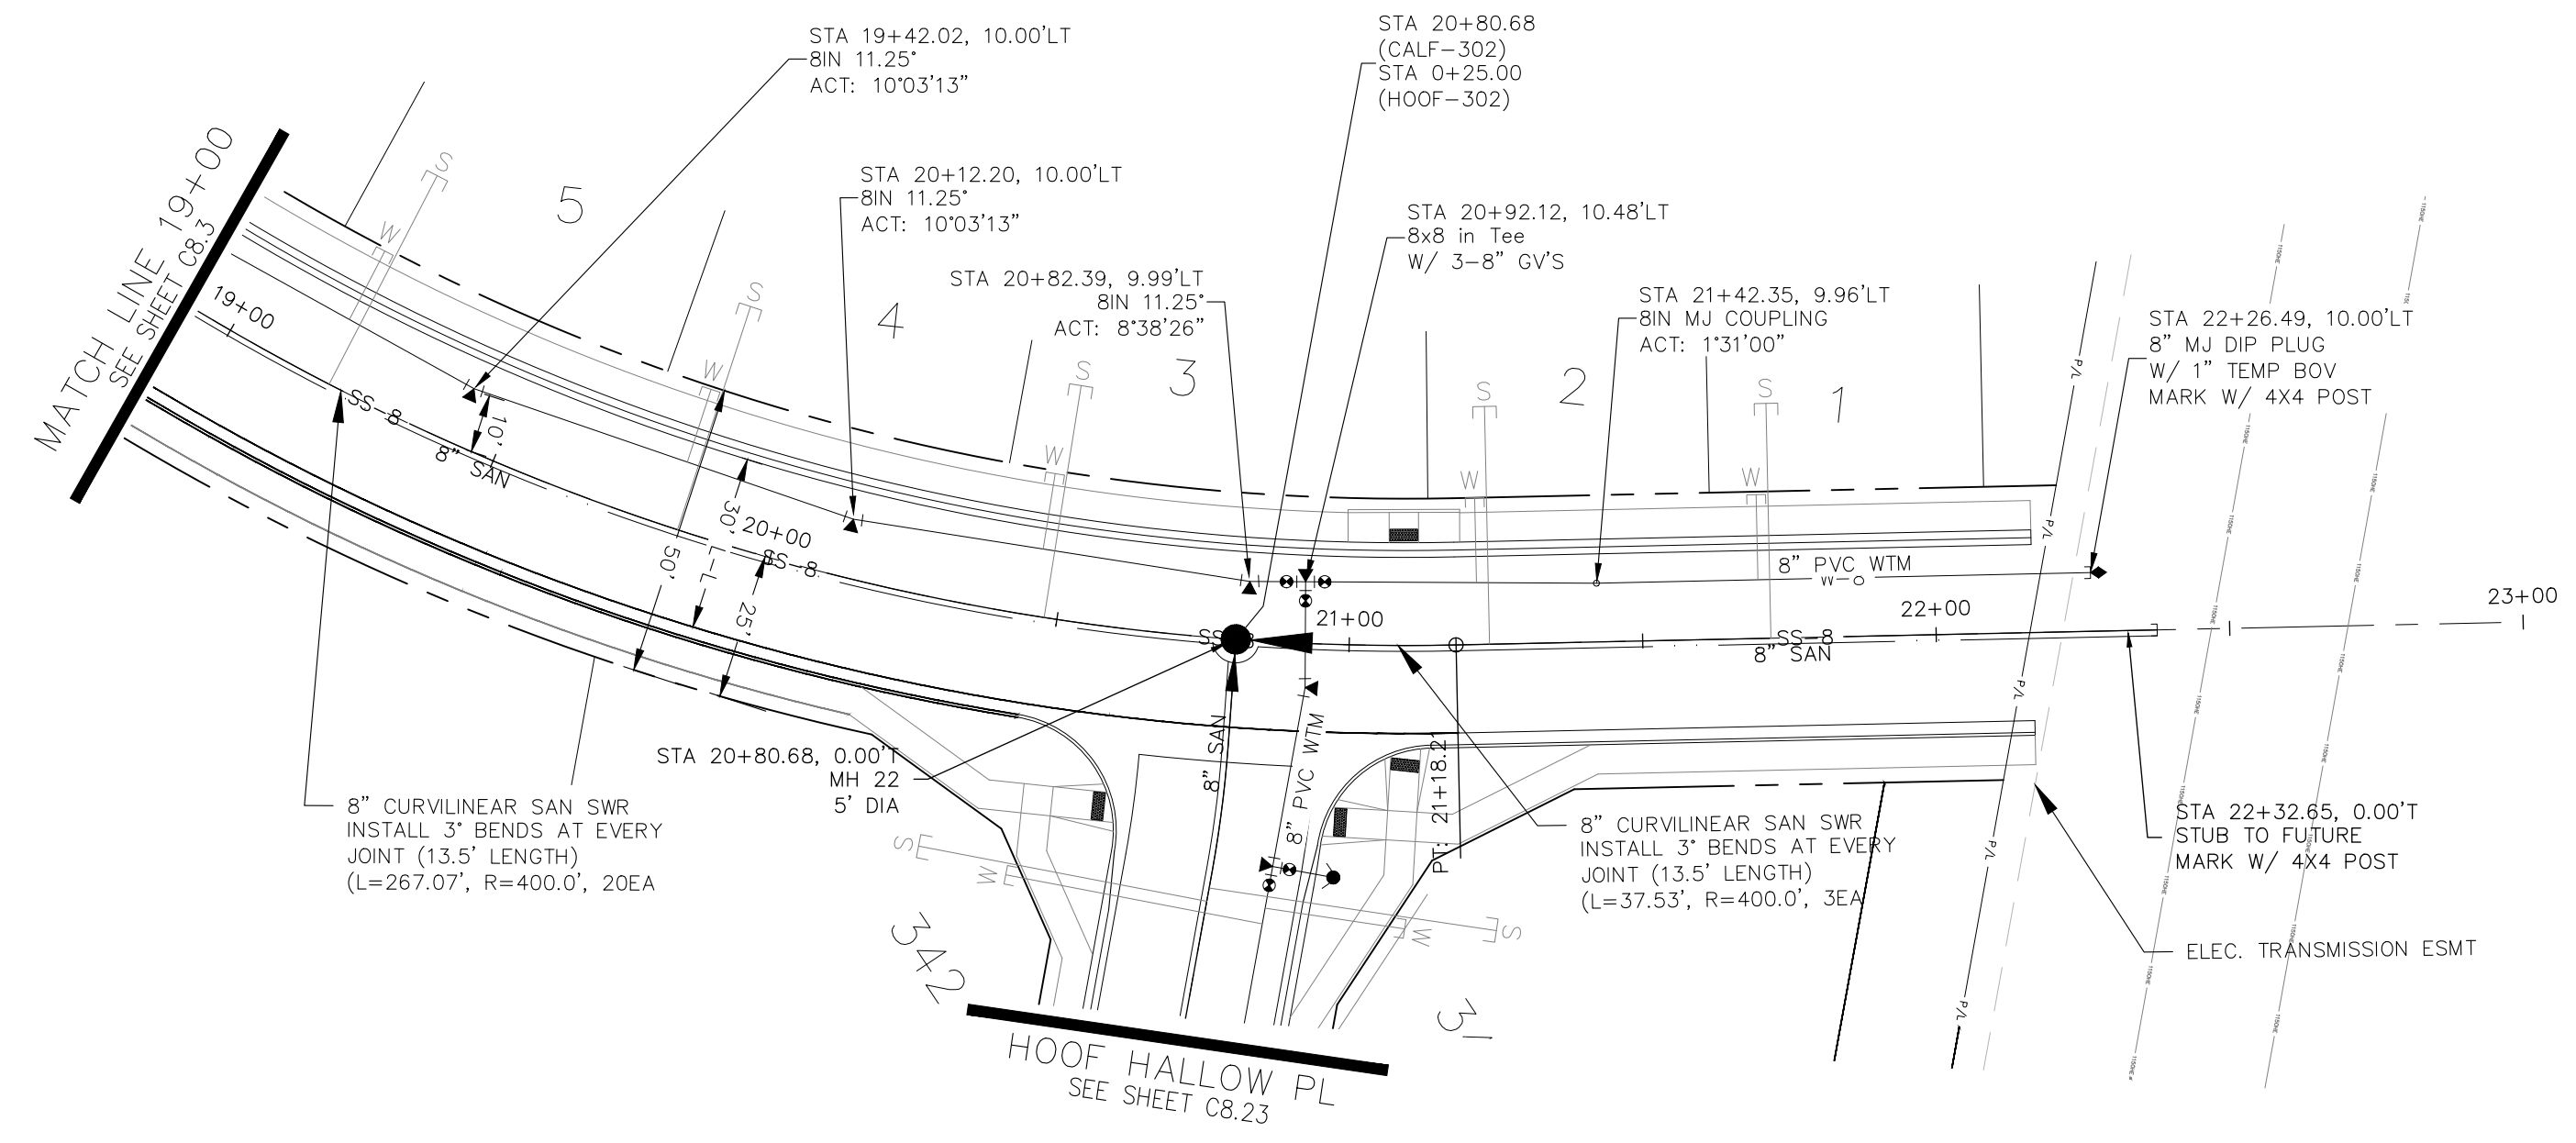 STA 19+42.02, 10.00'LT
8IN 11.25°
ACT: 10°03'13"
STA 20+80.68
(CALF-302)
STA 0+25.00
(HOOF-302)
STA 20+12.20, 10.00'LT
8IN 11.25°
ACT: 10°03'13"
STA 20+92.12, 10.48'LT
8x8 in Tee
W/ 3-8" GV'S
STA 20+82.39, 9.99'LT
8IN 11.25°
ACT: 8°38'26"
STA 21+42.35, 9.96'LT
8IN MJ COUPLING
ACT: 1°31'00"
STA 22+26.49, 10.00'LT
8" MJ DIP PLUG
W/ 1" TEMP BOV
MARK W/ 4X4 POST
MATCH LINE 19+00
SEE SHEET C8.3
19+00
S
W
5
S
W
4
S
W
3
S
W
2
S
W
1
SS-8
8" SAN
10'
30'
50'
25'
20+00
SS-8
SS-8
21+00
8" PVC WTM
W
22+00
SS-8
8" SAN
23+00
P/L
P/L
P/L
P/L
P/L
STA 20+80.68, 0.00'T
MH 22
5' DIA
8" SAN
8" PVC WTM
PT: 21+18.21
8" CURVILINEAR SAN SWR
INSTALL 3° BENDS AT EVERY
JOINT (13.5' LENGTH)
(L=267.07', R=400.0', 20EA
8" CURVILINEAR SAN SWR
INSTALL 3° BENDS AT EVERY
JOINT (13.5' LENGTH)
(L=37.53', R=400.0', 3EA
STA 22+32.65, 0.00'T
STUB TO FUTURE
MARK W/ 4X4 POST
ELEC. TRANSMISSION ESMT
S
W
S
W
342
31
HOOF HALLOW PL
SEE SHEET C8.23